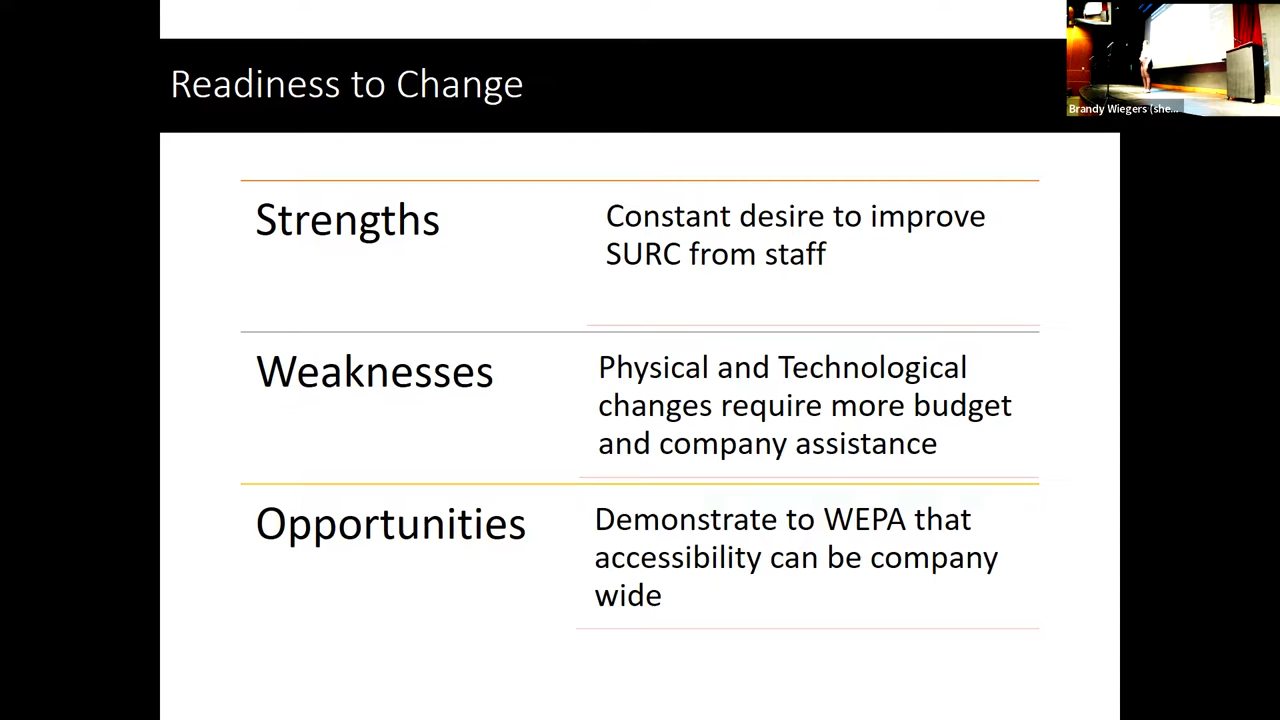 Readiness to Change
Brandy Wiegers (she...
Strengths
Constant desire to improve
SURC from staff
Weaknesses
Physical and Technological
changes require more budget
and company assistance
Opportunities
Demonstrate to WEPA that
accessibility can be company
wide